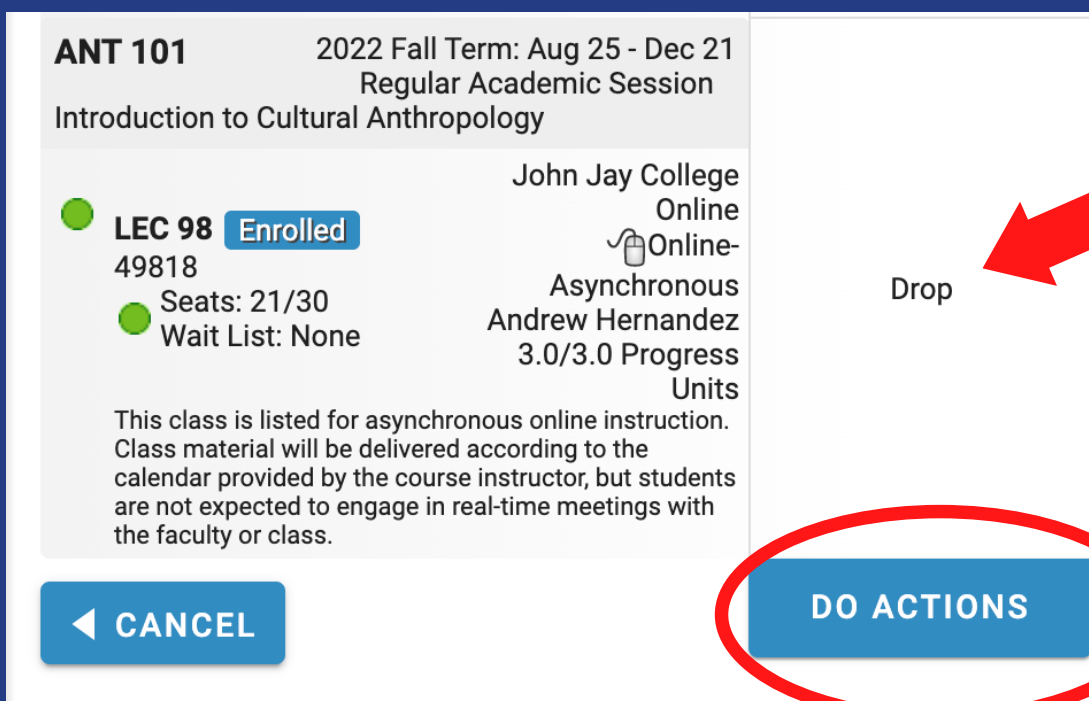 ANT 101
2022 Fall Term: Aug 25 - Dec 21
Regular Academic Session
Introduction to Cultural Anthropology
John Jay College
Online
Online-
Asynchronous
Andrew Hernandez
3.0/3.0 Progress
Units
LEC 98 Enrolled
49818
Seats: 21/30
Wait List: None
This class is listed for asynchronous online instruction.
Class material will be delivered according to the
calendar provided by the course instructor, but students
are not expected to engage in real-time meetings with
the faculty or class.
Drop
CANCEL
DO ACTIONS